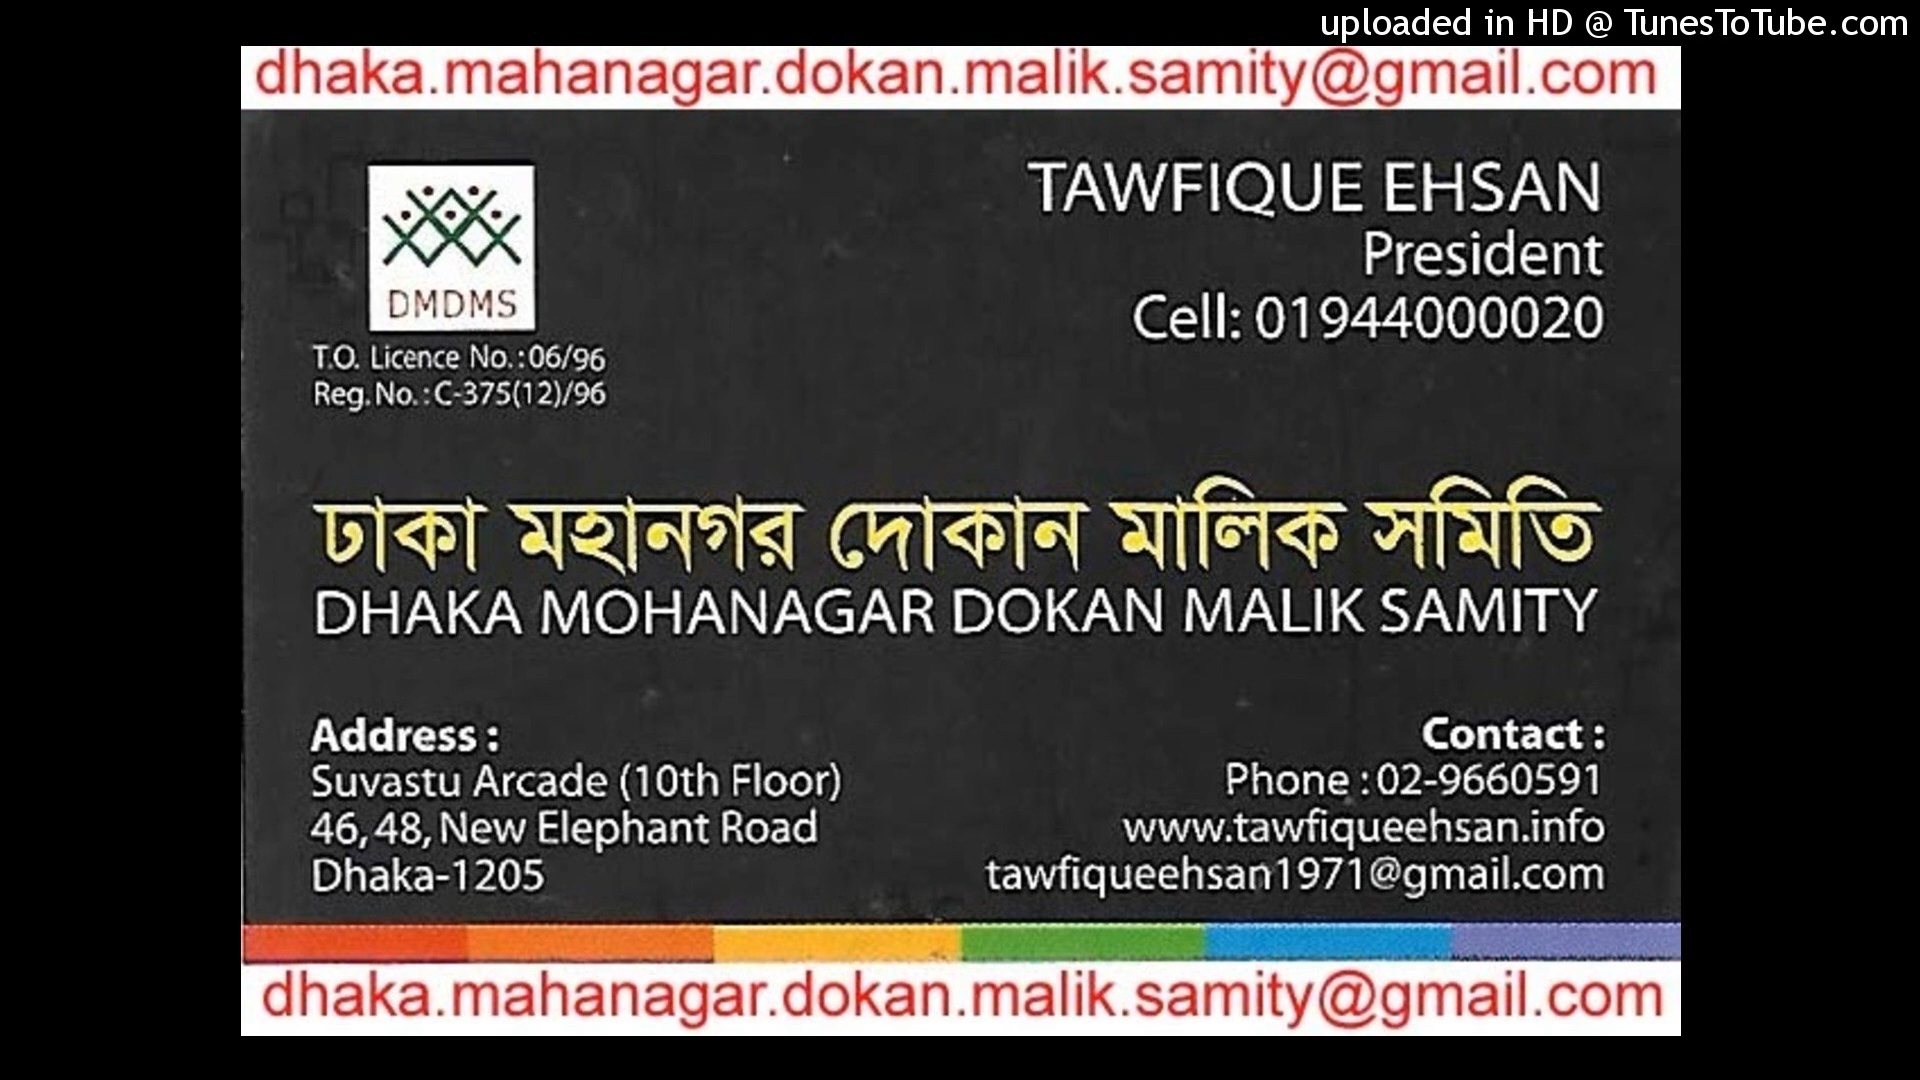 uploaded in HD @ TunesToTube.com
dhaka.mahanagar.dokan.malik.samity@gmail.com
DMDMS
T.O. Licence No.:06/96
Reg. No.: C-375(12)/96
TAWFIQUE EHSAN
President
Cell: 01944000020
ঢাকা মহানগর দোকান মালিক সমিতি
DHAKA MOHANAGAR DOKAN MALIK SAMITY
Address :
Suvastu Arcade (10th Floor)
46, 48, New Elephant Road
Dhaka-1205
Contact :
Phone : 02-9660591
www.tawfiqueehsan.info
tawfiqueehsan1971@gmail.com
dhaka.mahanagar.dokan.malik.samity@gmail.com